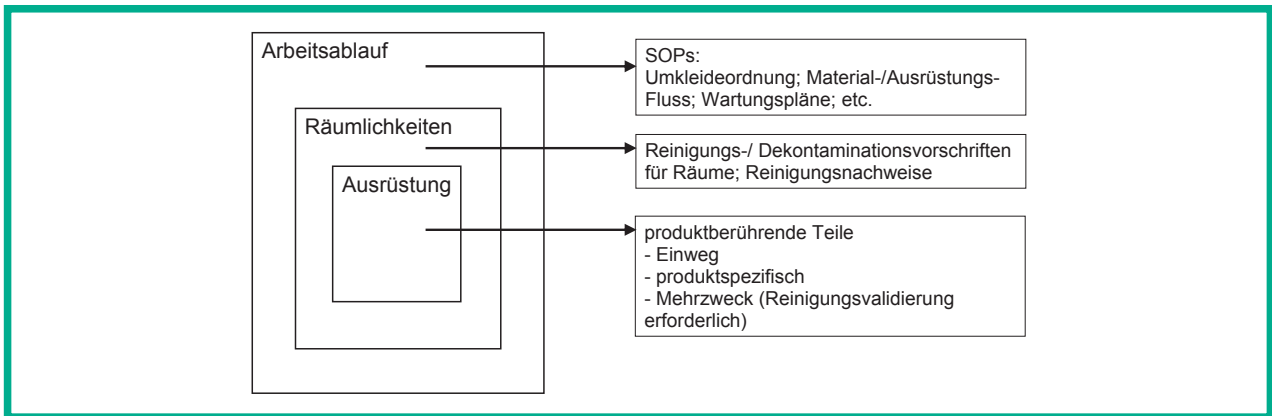 Arbeitsablauf
SOPs:
Umkleideordnung; Material-/Ausrüstungs-
Fluss; Wartungspläne; etc.
Räumlichkeiten
Reinigungs-/ Dekontaminationsvorschriften
für Räume; Reinigungsnachweise
Ausrüstung
produktberührende Teile
- Einweg
- produktspezifisch
- Mehrzweck (Reinigungsvalidierung
erforderlich)